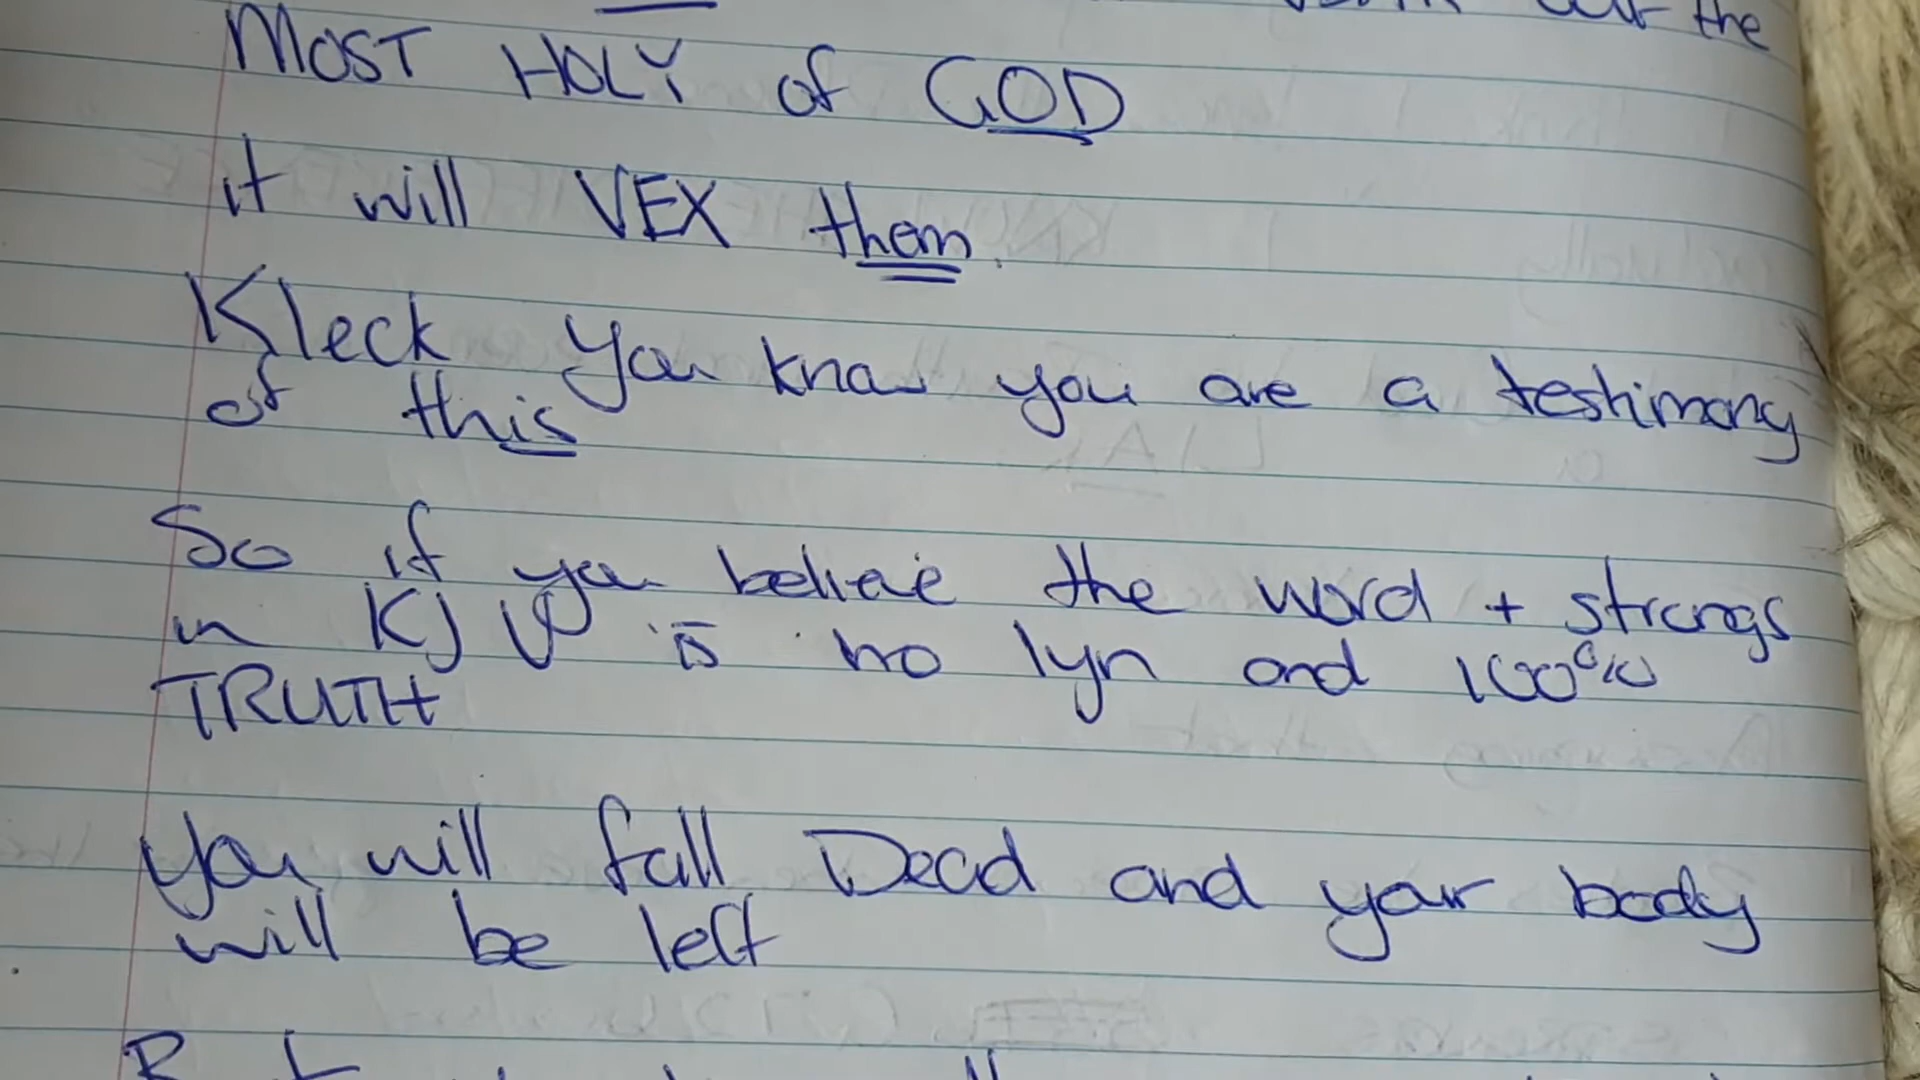 the
MOST HOLY of GOD
it will VEX them.
Kleck you know you are a testimony
of this
So if you believe the word + strongs
in KJV is no lyn and 100%
TRUTH
you will fall Dead and your body
will be left